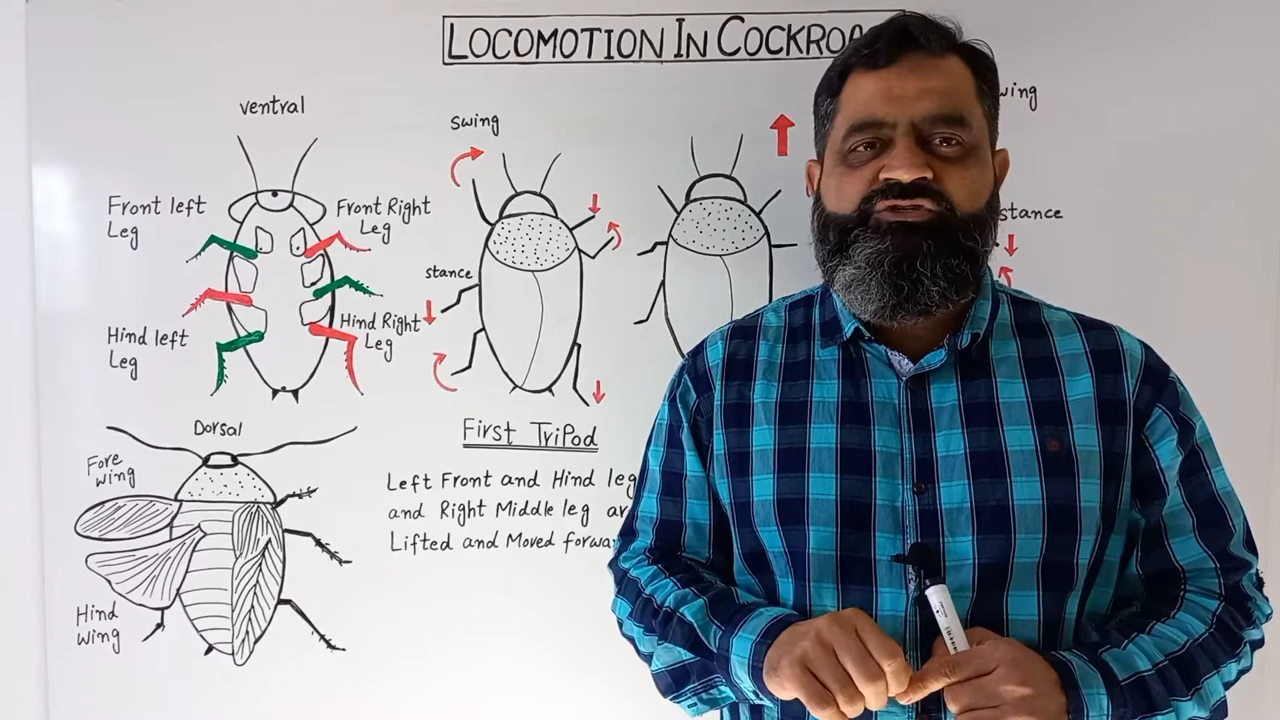 LOCOMOTION IN COCKROA
ventral
swing
wing
Front left
Leg
Front Right
Leg
stance
stance
Hind left
Leg
Hind Right
Leg
Dorsal
Fore
wing
First TriPod
Left Front and Hind leg
and Right Middle leg ar
Lifted and Moved forwa
Hind
wing